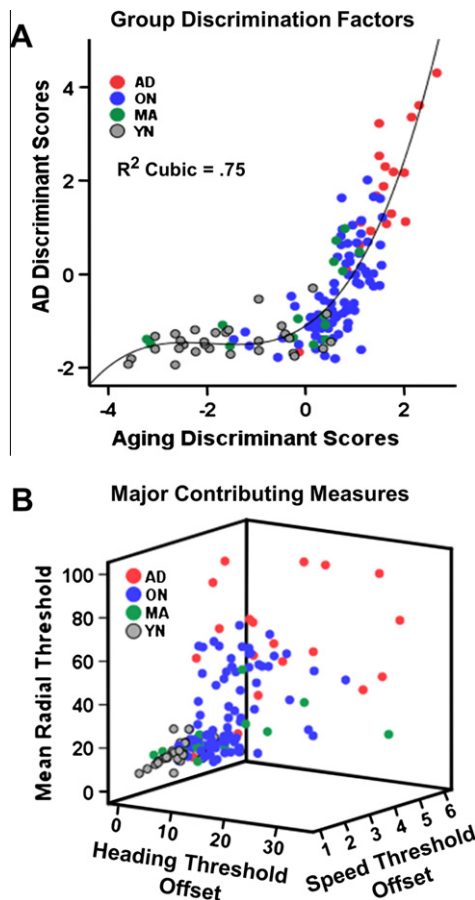 A
Group Discrimination Factors
AD
ON
MA
YN
R² Cubic = .75
AD Discriminant Scores
4
2
0
-2
-4
-2
0
2
Aging Discriminant Scores
B
Major Contributing Measures
AD
ON
MA
YN
Mean Radial Threshold
100
80
60
40
20
0
0
10
20
30
Heading Threshold
Offset
1
2
3
4
5
6
Speed Threshold
Offset